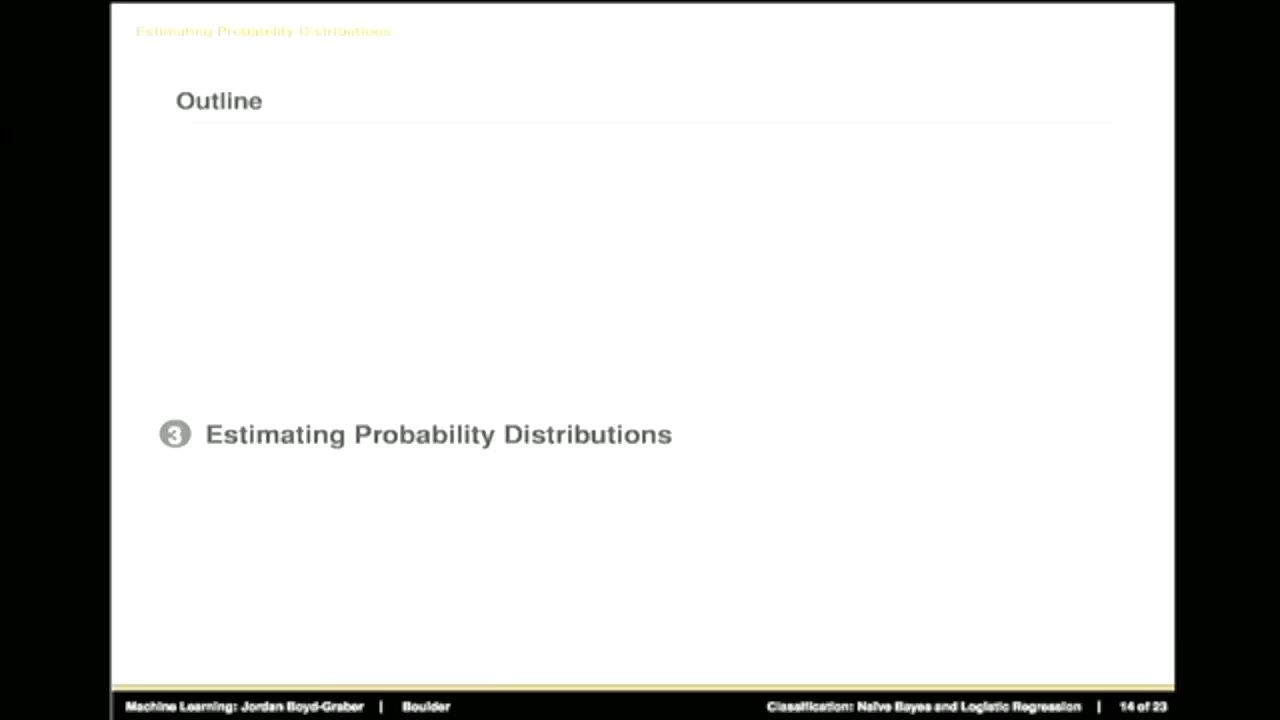 Estimating Probability Distributions
Outline
3 Estimating Probability Distributions
Machine Learning: Jordan Boyd-Graber | Boulder
Classification: Naïve Bayes and Logistic Regression | 14 of 23